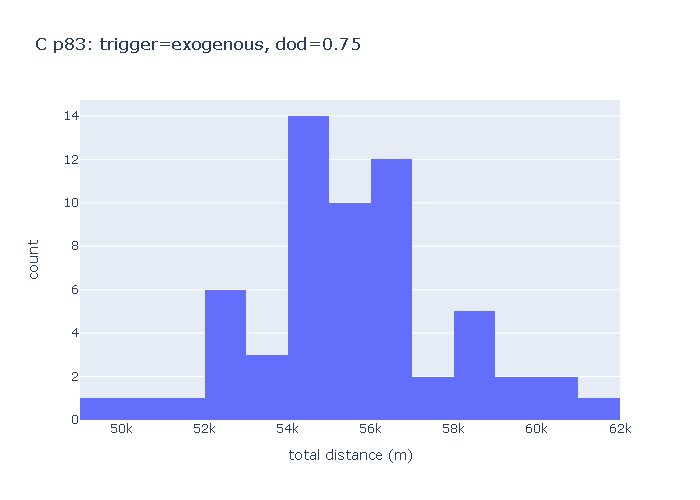 C p83: trigger=exogenous, dod=0.75
14
12
10
8
6
4
2
0
count
50k 52k 54k 56k 58k 60k 62k
total distance (m)